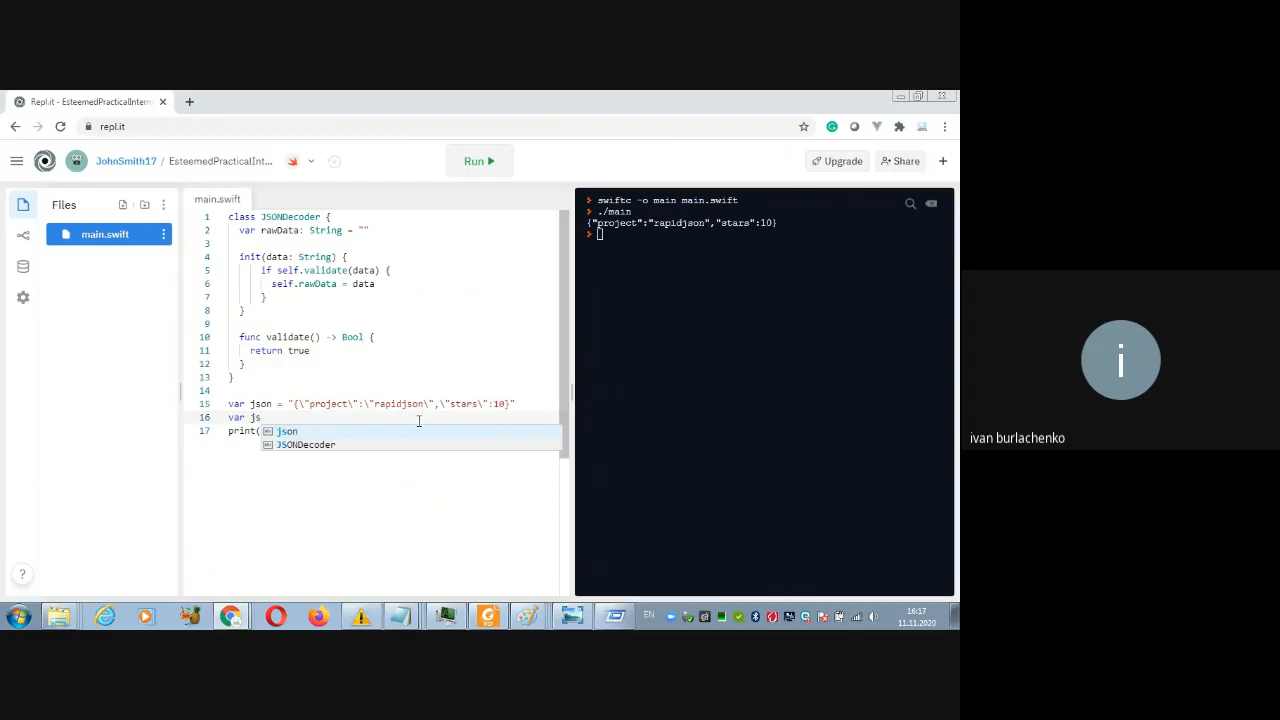 Repl.it - EsteemedPracticalIntern
repl.it
JohnSmith17 / EsteemedPracticalInt...
Run
Upgrade
Share
Files
main.swift
main.swift
1 class JSONDecoder {
2 var rawData: String = ""
3
4 init(data: String) {
5 if self.validate(data) {
6 self.rawData = data
7 }
8 }
9
10 func validate() -> Bool {
11 return true
12 }
13 }
14
15 var json = "{\"project\":\"rapidjson\",\"stars\":10}"
16 var js
17 print(
json
JSONDecoder
> swiftc -o main main.swift
> ./main
{"project":"rapidjson","stars":10}
>
?
EN
16:17
11.11.2020
PDF
i
ivan burlachenko